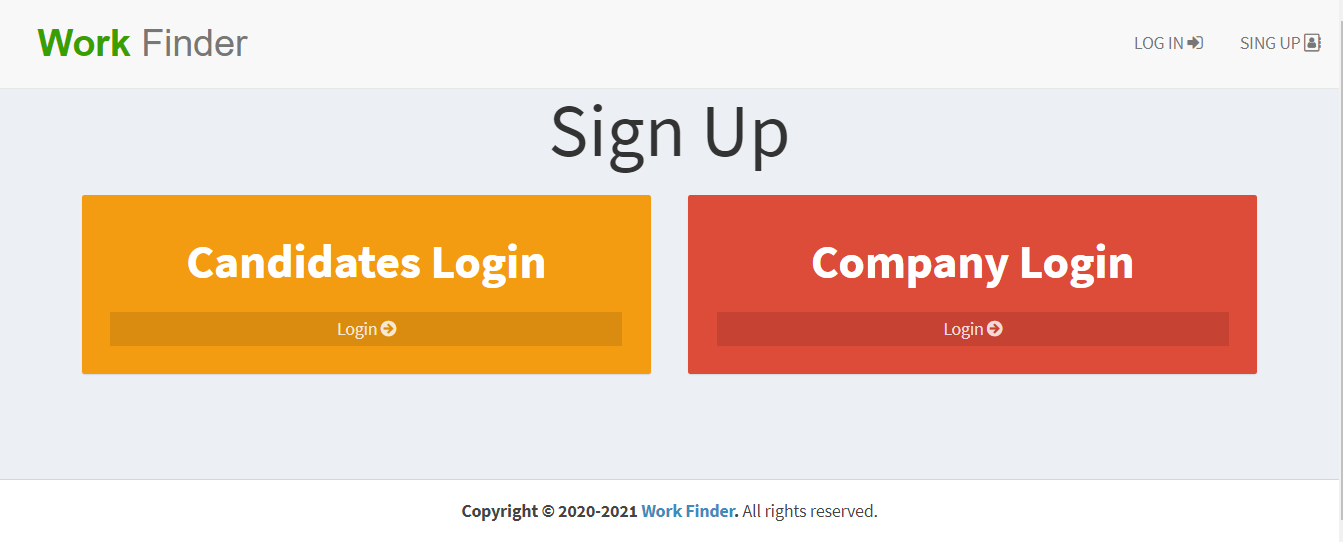 Work Finder
LOG IN
SING UP
Sign Up
Candidates Login
Login
Company Login
Login
Copyright © 2020-2021 Work Finder. All rights reserved.